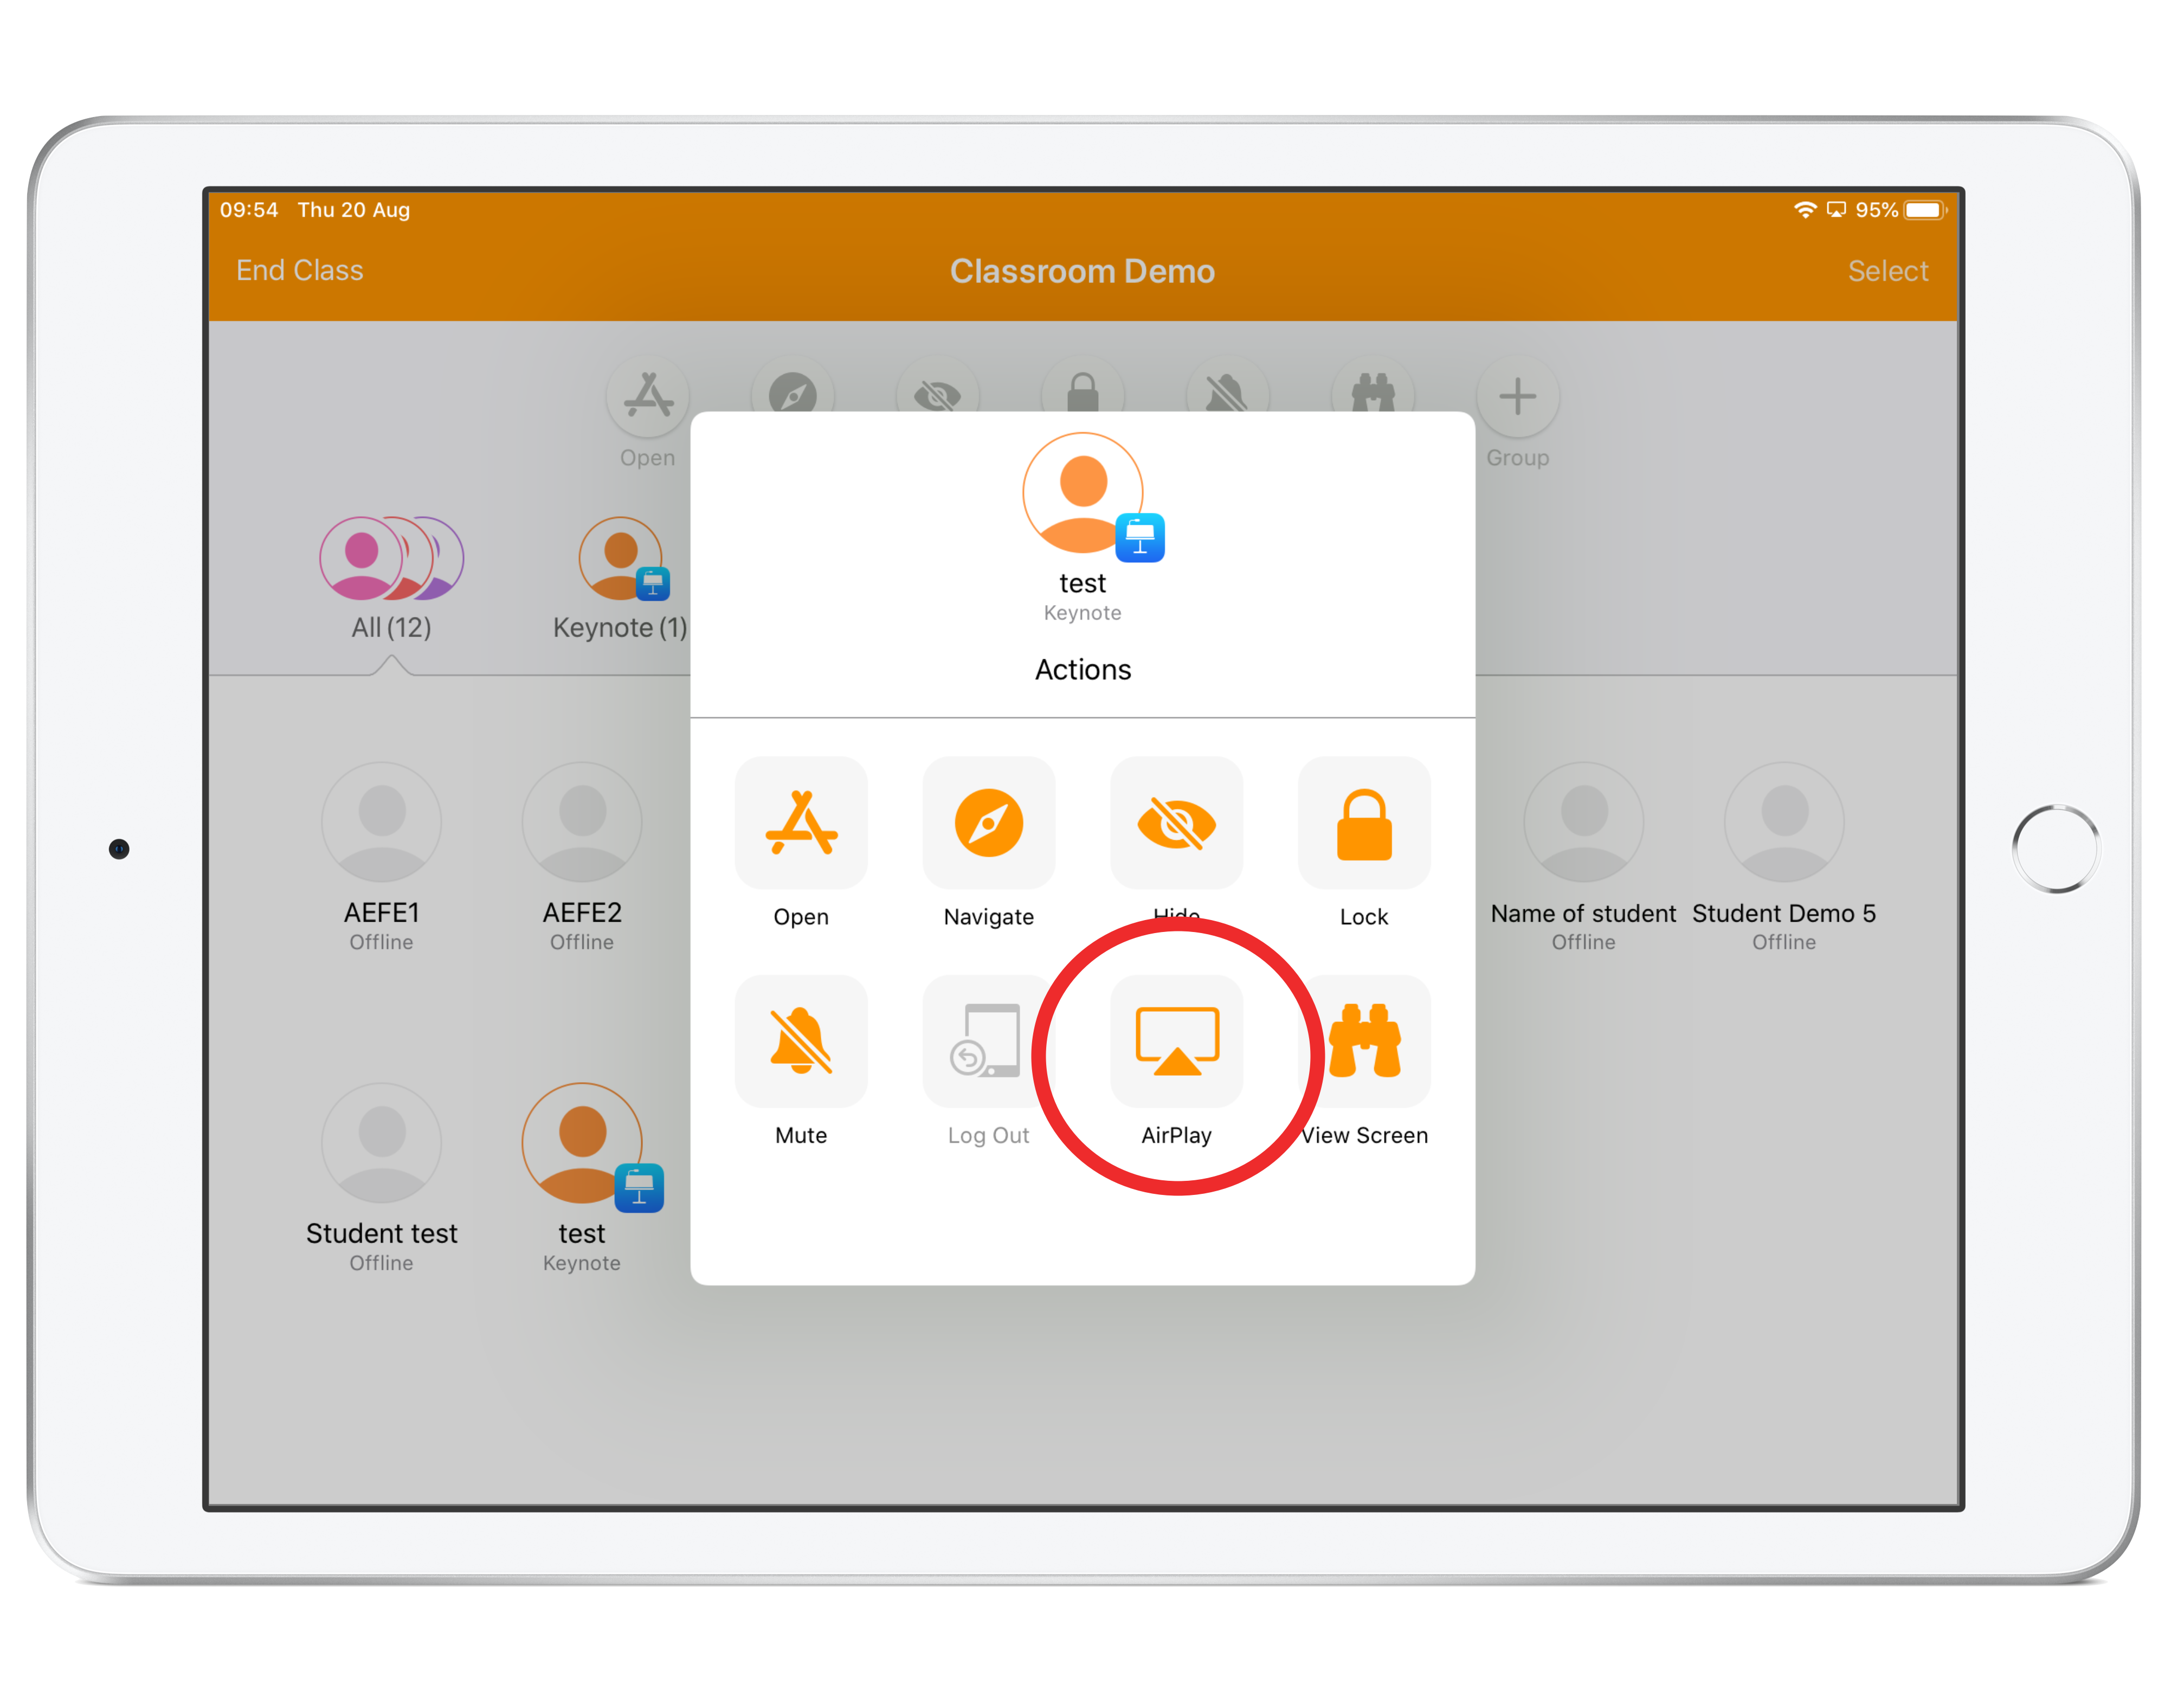 09:54 Thu 20 Aug
95%
End Class
Classroom Demo
Select
Open
Group
All (12)
Keynote (1)
test
Keynote
Actions
Open
Navigate
Hide
Lock
Mute
Log Out
AirPlay
View Screen
AEFE1
Offline
AEFE2
Offline
Name of student
Offline
Student Demo 5
Offline
Student test
Offline
test
Keynote